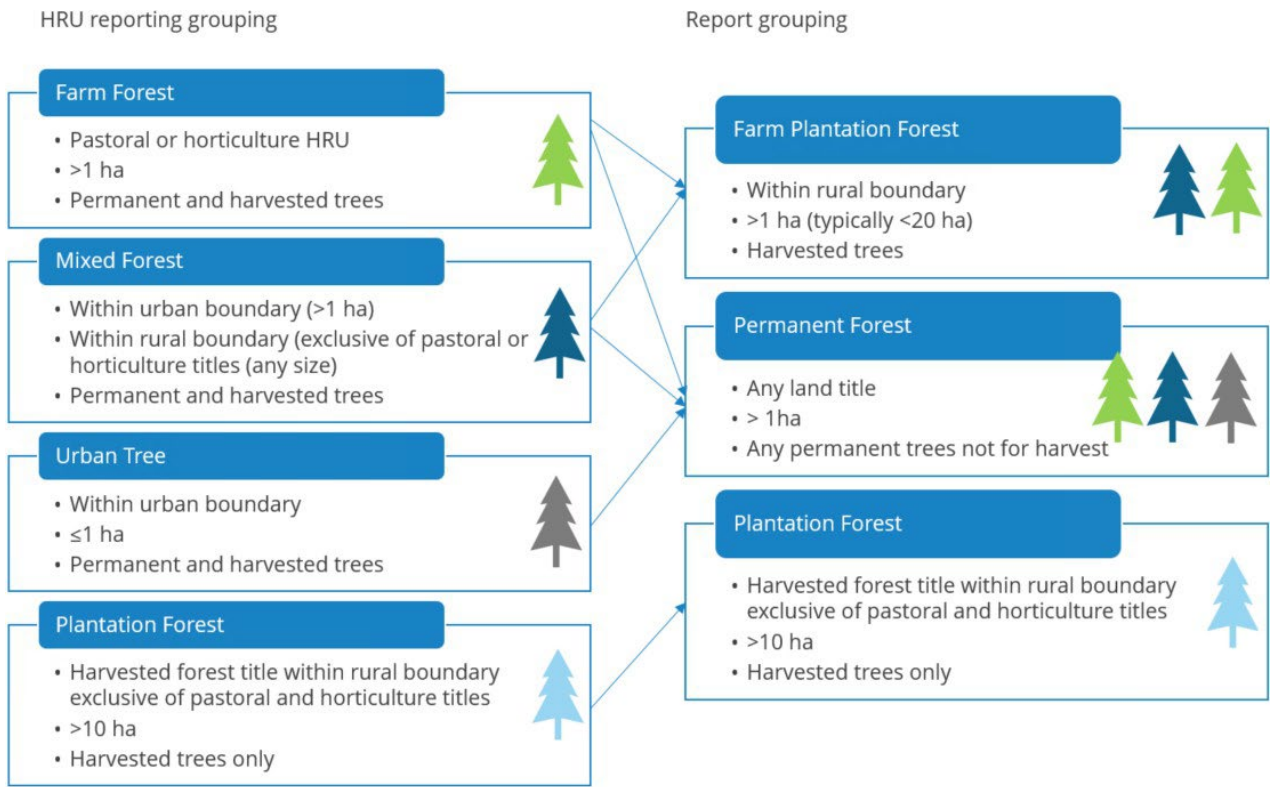 HRU reporting grouping
Farm Forest
• Pastoral or horticulture HRU
• >1 ha
• Permanent and harvested trees
Mixed Forest
• Within urban boundary (>1 ha)
• Within rural boundary (exclusive of pastoral or
horticulture titles (any size)
• Permanent and harvested trees
Urban Tree
• Within urban boundary
• ≤1 ha
• Permanent and harvested trees
Plantation Forest
• Harvested forest title within rural boundary
exclusive of pastoral and horticulture titles
• >10 ha
• Harvested trees only
Report grouping
Farm Plantation Forest
• Within rural boundary
• >1 ha (typically <20 ha)
• Harvested trees
Permanent Forest
• Any land title
• > 1ha
• Any permanent trees not for harvest
Plantation Forest
• Harvested forest title within rural boundary
exclusive of pastoral and horticulture titles
• >10 ha
• Harvested trees only